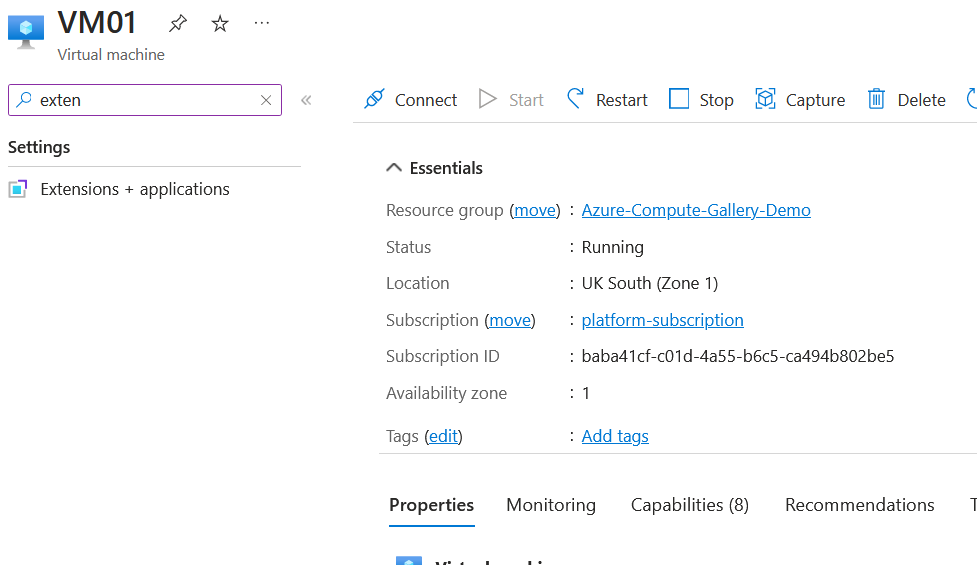 VM01
Virtual machine
exten
Connect Start Restart Stop Capture Delete
Settings
Extensions + applications
Essentials
Resource group (move) : Azure-Compute-Gallery-Demo
Status : Running
Location : UK South (Zone 1)
Subscription (move) : platform-subscription
Subscription ID : baba41cf-c01d-4a55-b6c5-ca494b802be5
Availability zone : 1
Tags (edit) : Add tags
Properties Monitoring Capabilities (8) Recommendations